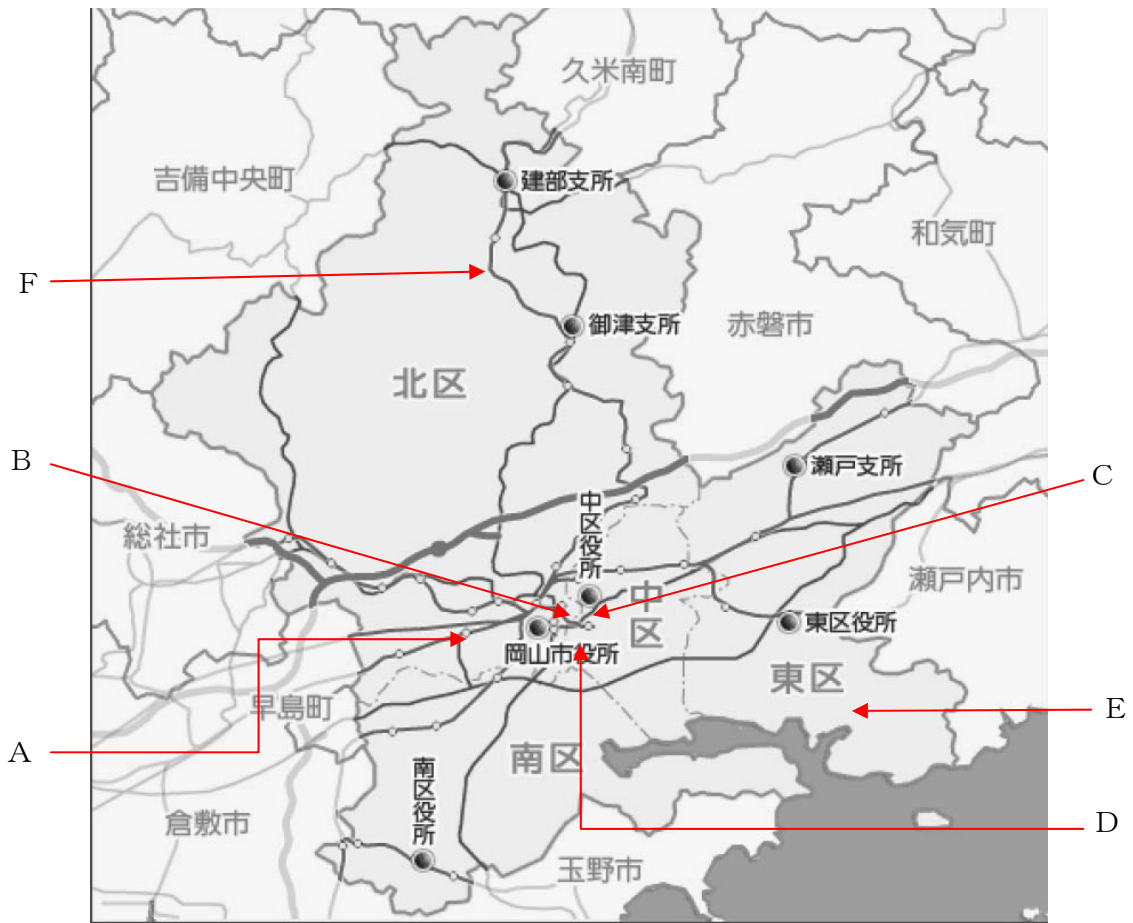 久米南町
吉備中央町
建部支所
和気町
F
御津支所
赤磐市
北区
B
瀬戸支所
C
中区役所
総社市
瀬戸内市
中区
東区役所
岡山市役所
A
早島町
東区
E
南区
南区役所
倉敷市
D
玉野市